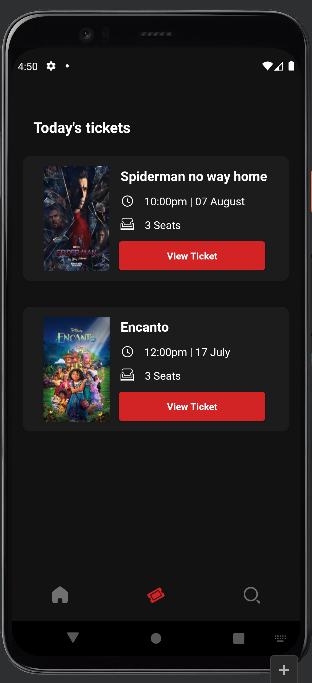 4:50
Today's tickets
Spiderman no way home
10:00pm | 07 August
3 Seats
View Ticket
Encanto
12:00pm | 17 July
3 Seats
View Ticket
ENCANTO